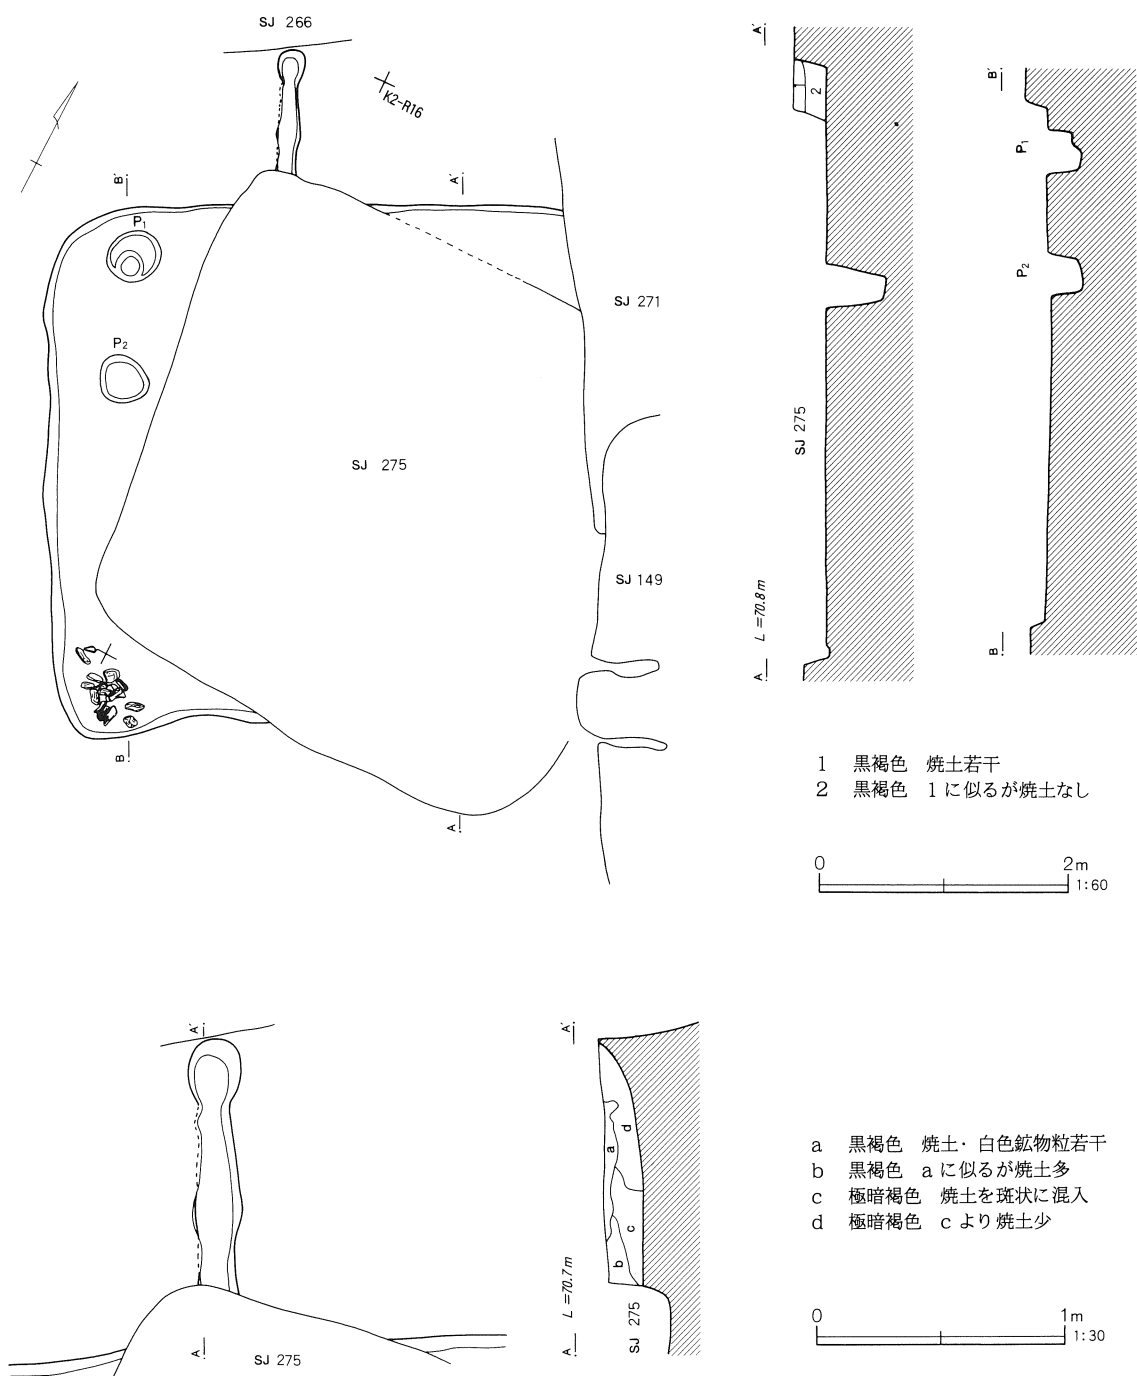 SJ 266
K2-R16
B'
A'
P1
P2
SJ 271
SJ 275
SJ 149
B
A
A'
2
SJ 275
A L=70.8m
B'
P1
P2
B
1 黒褐色 焼土若干
2 黒褐色 1に似るが焼土なし
0 2m
1:60
A'
A
SJ 275
A'
a
d
c
b
A L=70.7m
SJ 275
a 黒褐色 焼土・白色鉱物粒若干
b 黒褐色 aに似るが焼土多
c 極暗褐色 焼土を斑状に混入
d 極暗褐色 cより焼土少
0 1m
1:30